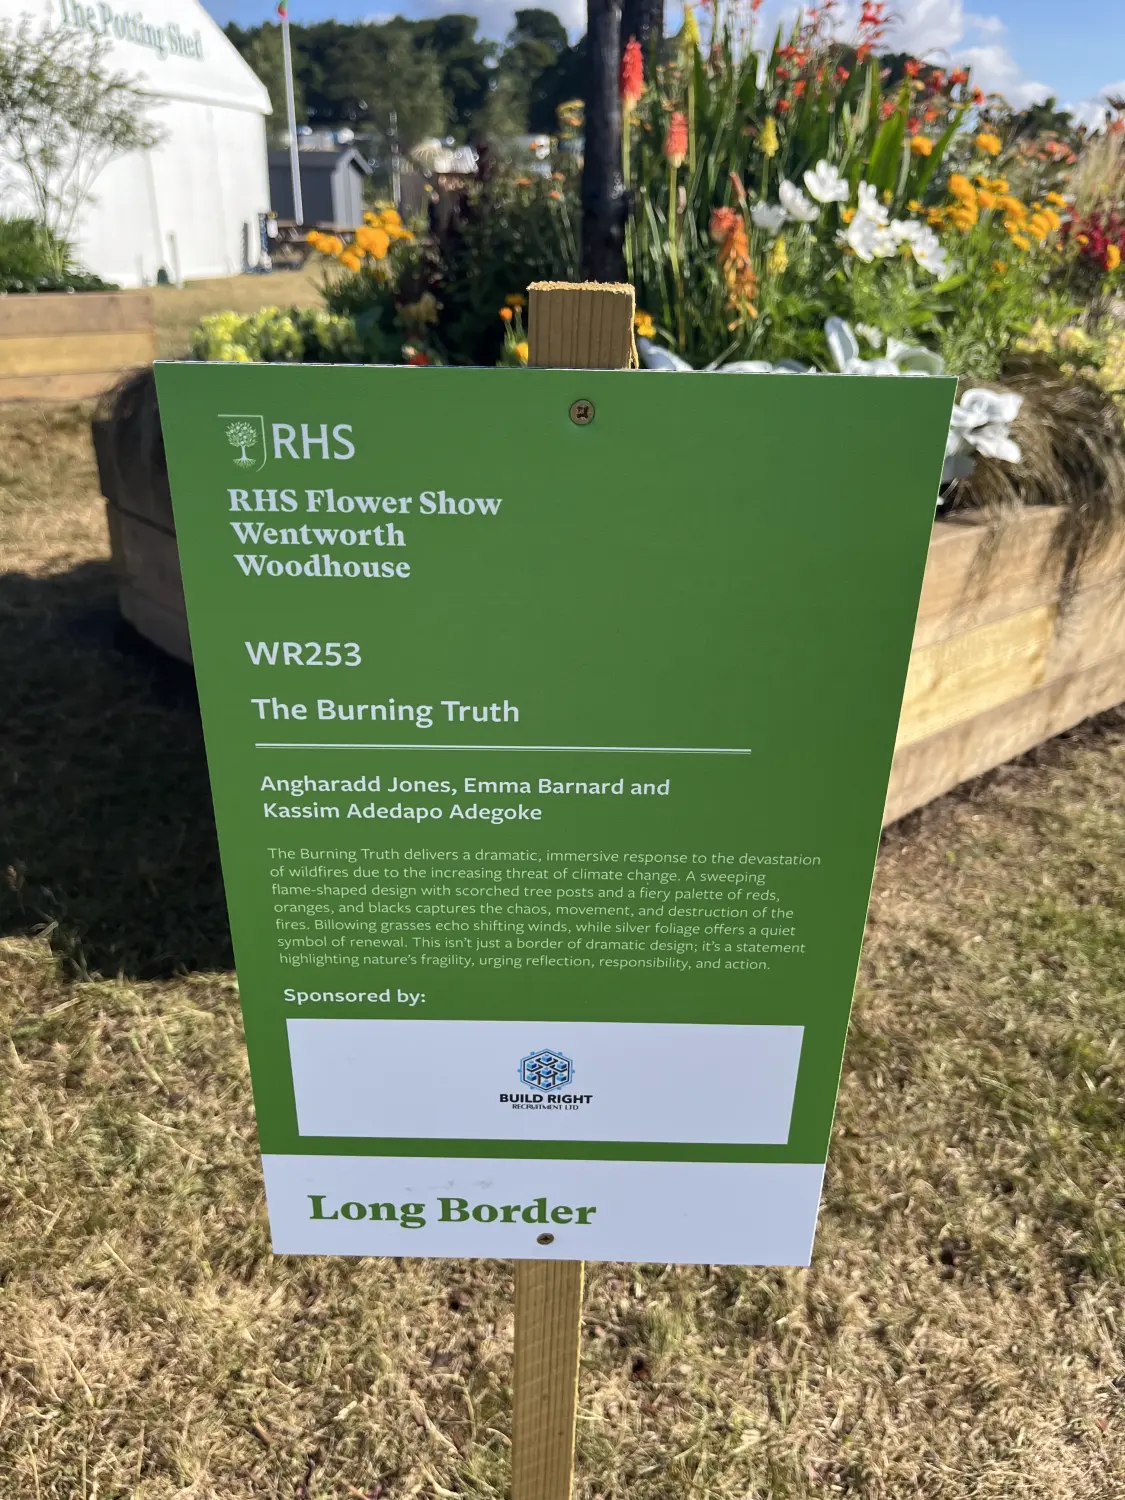 The Potting Shed
RHS
RHS Flower Show
Wentworth
Woodhouse
WR253
The Burning Truth
Angharadd Jones, Emma Barnard and
Kassim Adedapo Adegoke
The Burning Truth delivers a dramatic, immersive response to the devastation
of wildfires due to the increasing threat of climate change. A sweeping
flame-shaped design with scorched tree posts and a fiery palette of reds,
oranges, and blacks captures the chaos, movement, and destruction of the
fires. Billowing grasses echo shifting winds, while silver foliage offers a quiet
symbol of renewal. This isn't just a border of dramatic design; it's a statement
highlighting nature's fragility, urging reflection, responsibility, and action.
Sponsored by:
BUILD RIGHT
RECRUITMENT LTD
Long Border